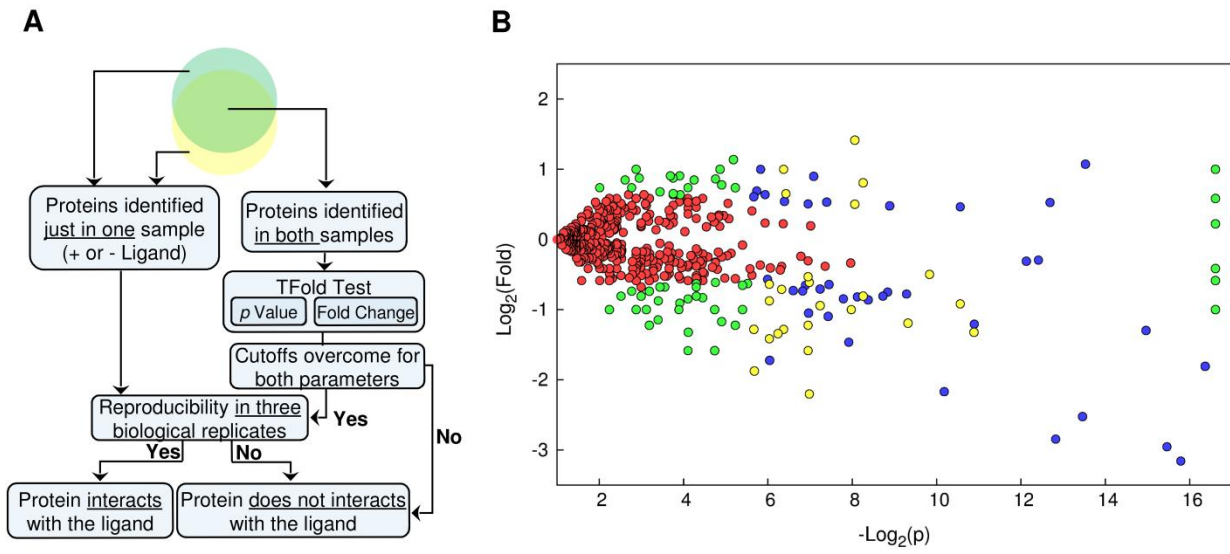 A
Proteins identified
just in one sample
(+ or - Ligand)
Proteins identified
in both samples
TFold Test
p Value
Fold Change
Cutoffs overcome for
both parameters
Yes
No
Reproducibility in three
biological replicates
Yes
No
Protein interacts
with the ligand
Protein does not interacts
with the ligand
B
Log2(Fold)
2
1
0
-1
-2
-3
2 4 6 8 10 12 14 16
-Log2(p)